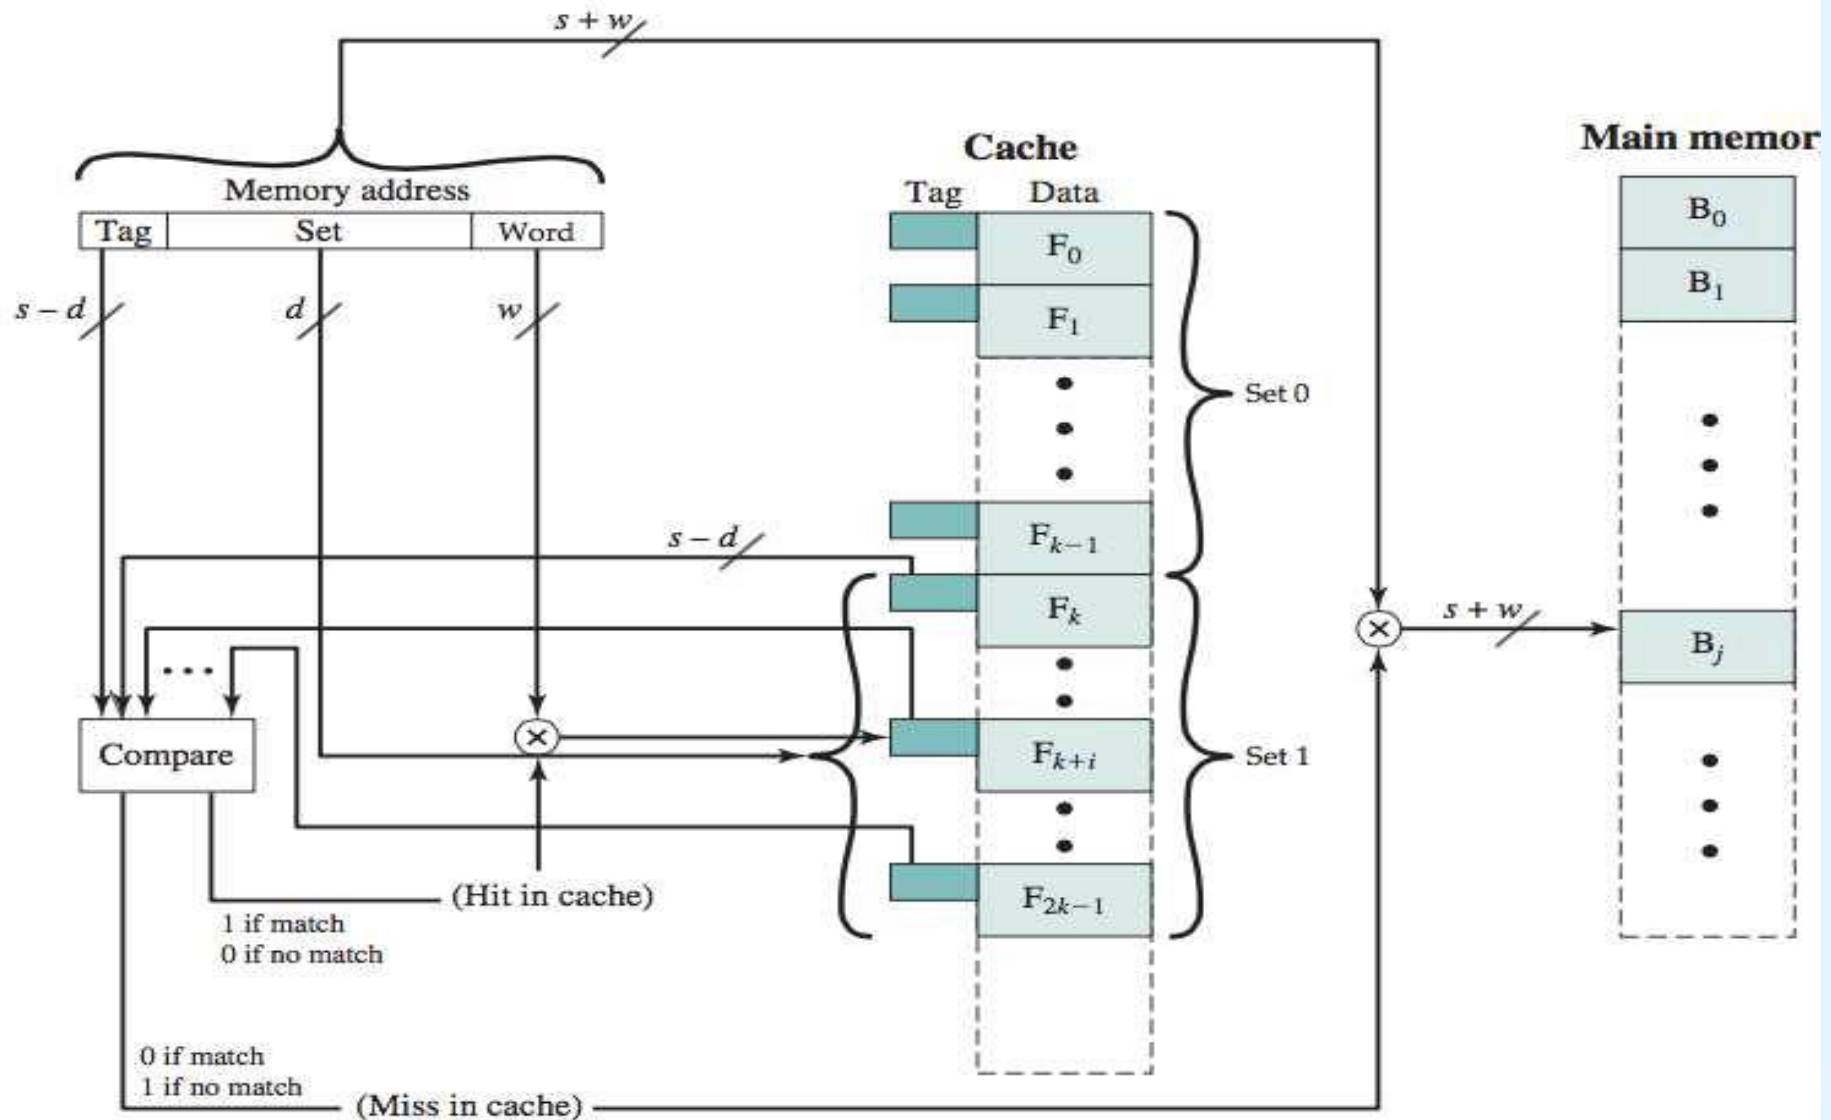 s + w
Cache
Main memor
Memory address
Tag Data
Tag Set Word
B0
F0
B1
s – d d w
F1
Set 0
Fk−1
s – d
Fk
s + w
Bj
Compare
Fk+i
Set 1
(Hit in cache)
F2k−1
1 if match
0 if no match
0 if match
1 if no match
(Miss in cache)